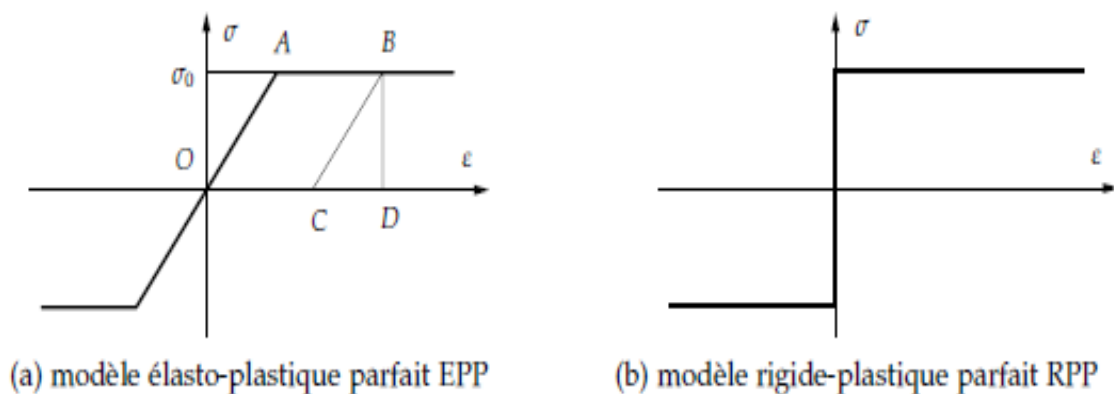 σ
A
B
σ₀
O
ε
C
D
(a) modèle élasto-plastique parfait EPP
σ
ε
(b) modèle rigide-plastique parfait RPP